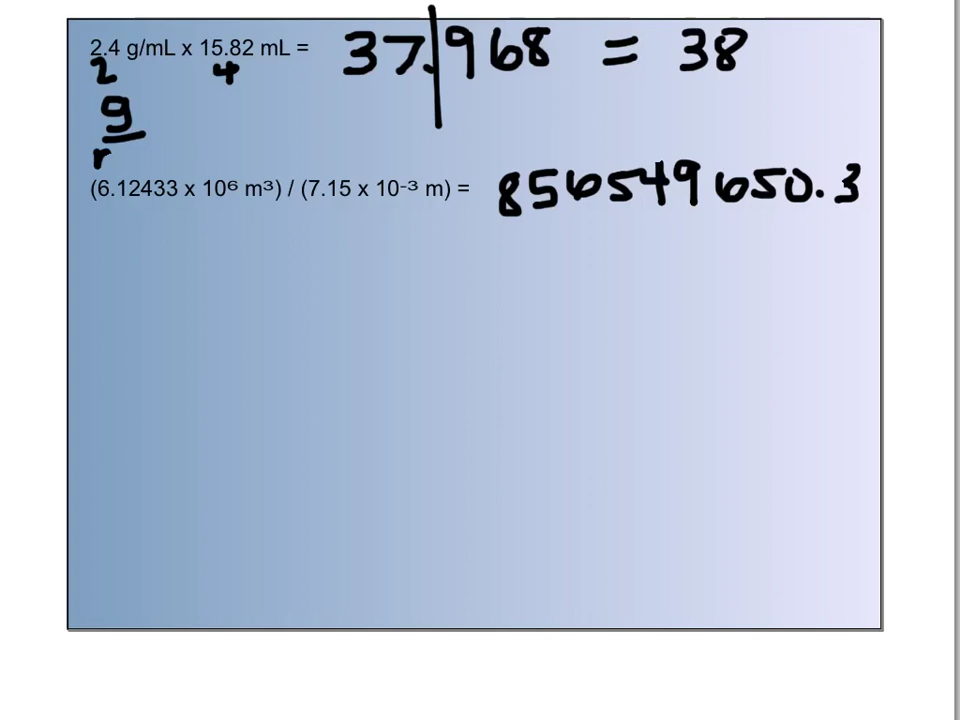 2.4 g/mL x 15.82 mL = 37.968 = 38
2 4
g
r
(6.12433 x 10⁶ m³) / (7.15 x 10⁻³ m) = 856549650.3